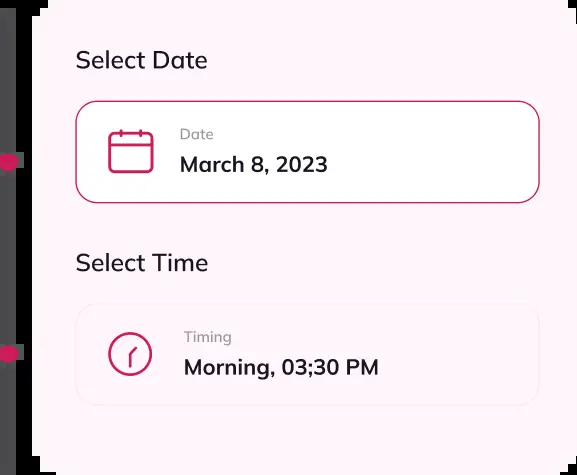 Select Date
Date
March 8, 2023
Select Time
Timing
Morning, 03;30 PM